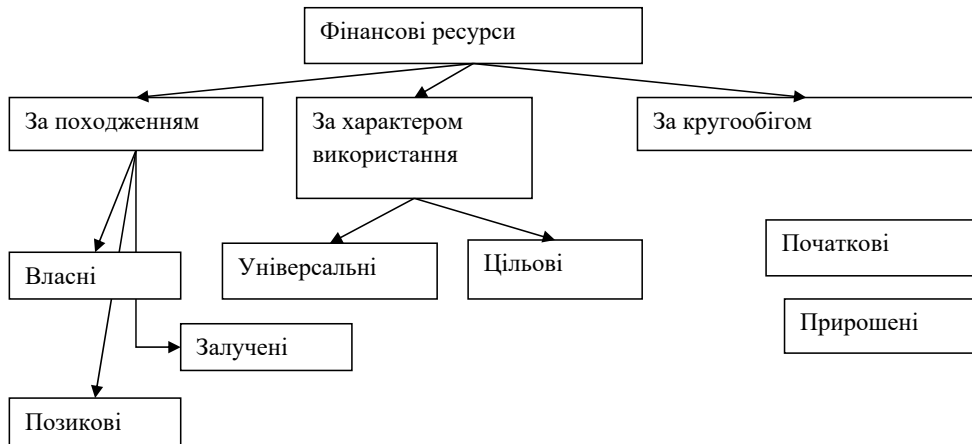 Фінансові ресурси
За походженням
За характером
використання
За кругообігом
Власні
Універсальні
Цільові
Початкові
Прирошені
Залучені
Позикові